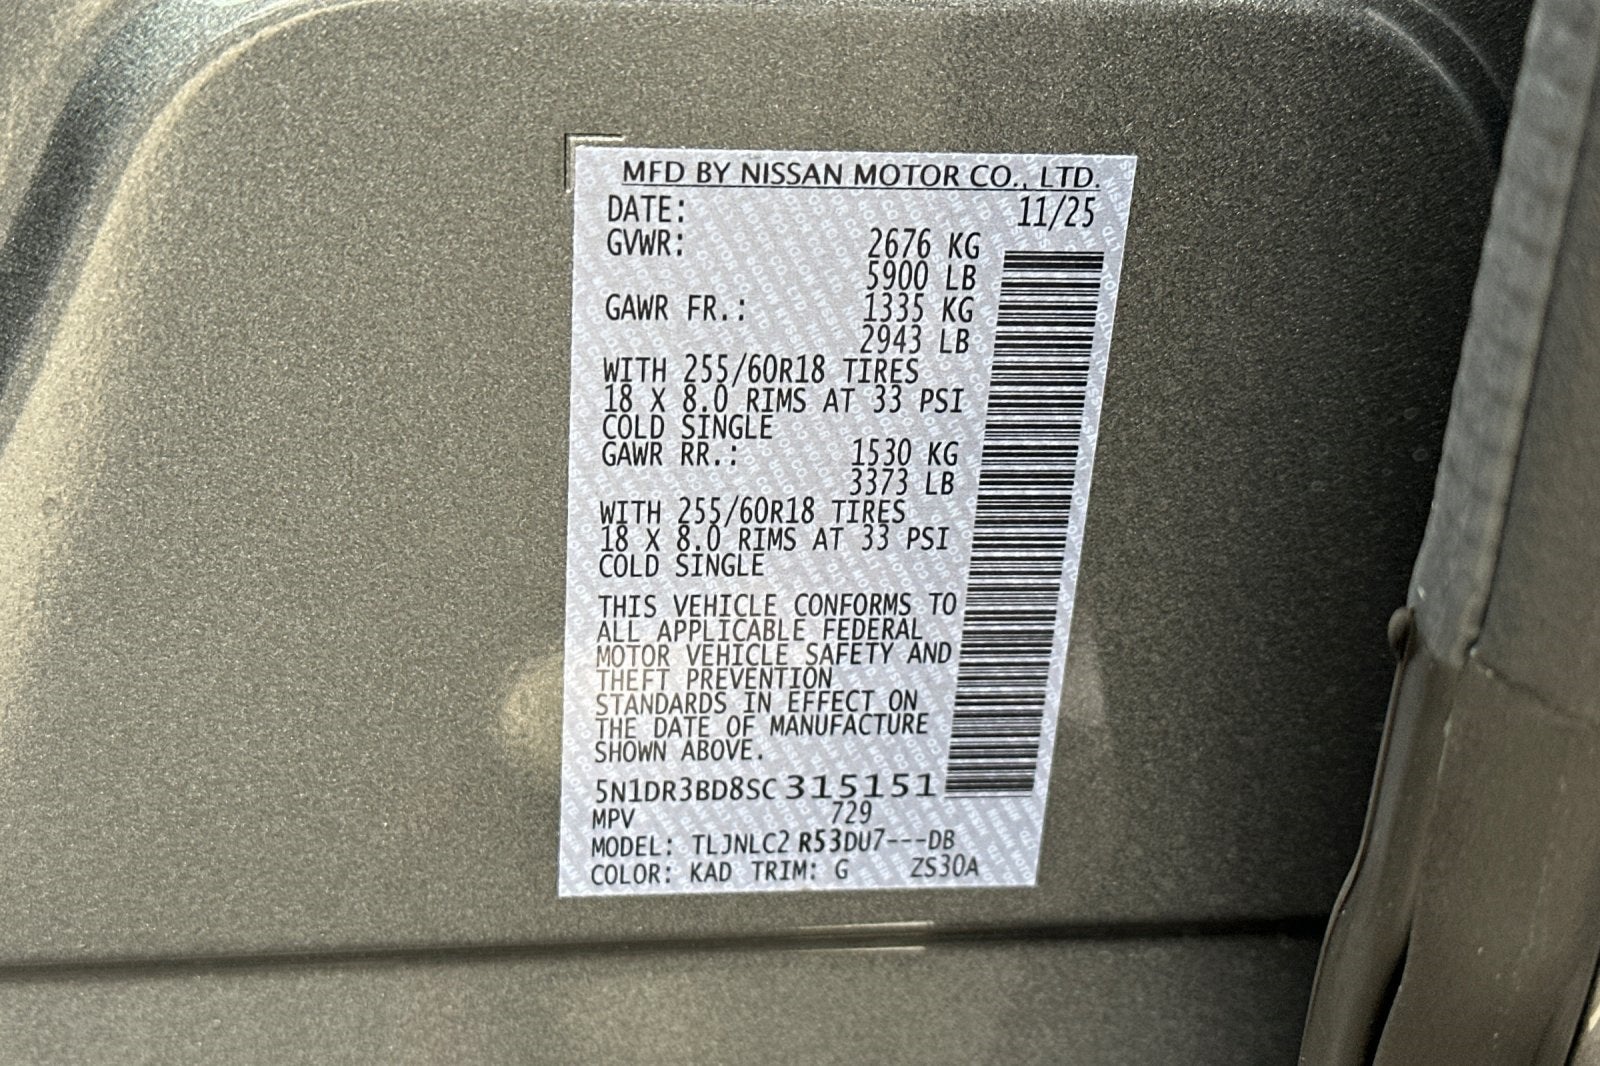 MFD BY NISSAN MOTOR CO., LTD.
DATE: 11/25
GVWR: 2676 KG
5900 LB
GAWR FR.: 1335 KG
2943 LB
WITH 255/60R18 TIRES
18 X 8.0 RIMS AT 33 PSI
COLD SINGLE
GAWR RR.: 1530 KG
3373 LB
WITH 255/60R18 TIRES
18 X 8.0 RIMS AT 33 PSI
COLD SINGLE
THIS VEHICLE CONFORMS TO
ALL APPLICABLE FEDERAL
MOTOR VEHICLE SAFETY AND
THEFT PREVENTION
STANDARDS IN EFFECT ON
THE DATE OF MANUFACTURE
SHOWN ABOVE.
5N1DR3BD8SC315151
MPV 729
MODEL: TLJNLC2 R53DU7---DB
COLOR: KAD TRIM: G ZS30A